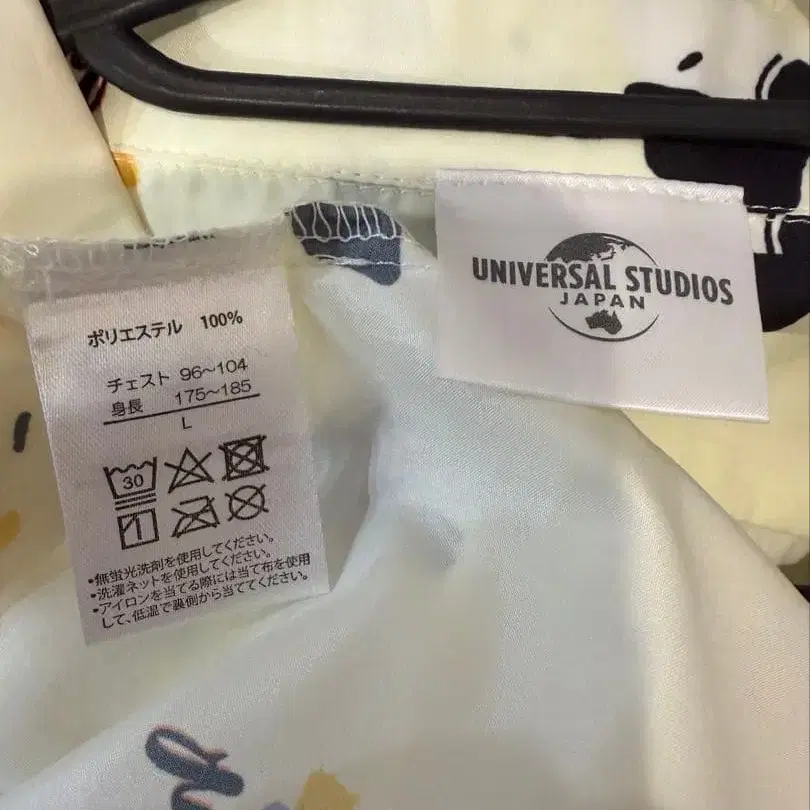 ポリエステル 100%
チェスト 96〜104
身長 175〜185
L
30
・無蛍光洗剤を使用してください。
・洗濯ネットを使用してください。
・アイロンを当てる際には当て布を使用
して、低温で裏側から当ててください。
UNIVERSAL STUDIOS
JAPAN